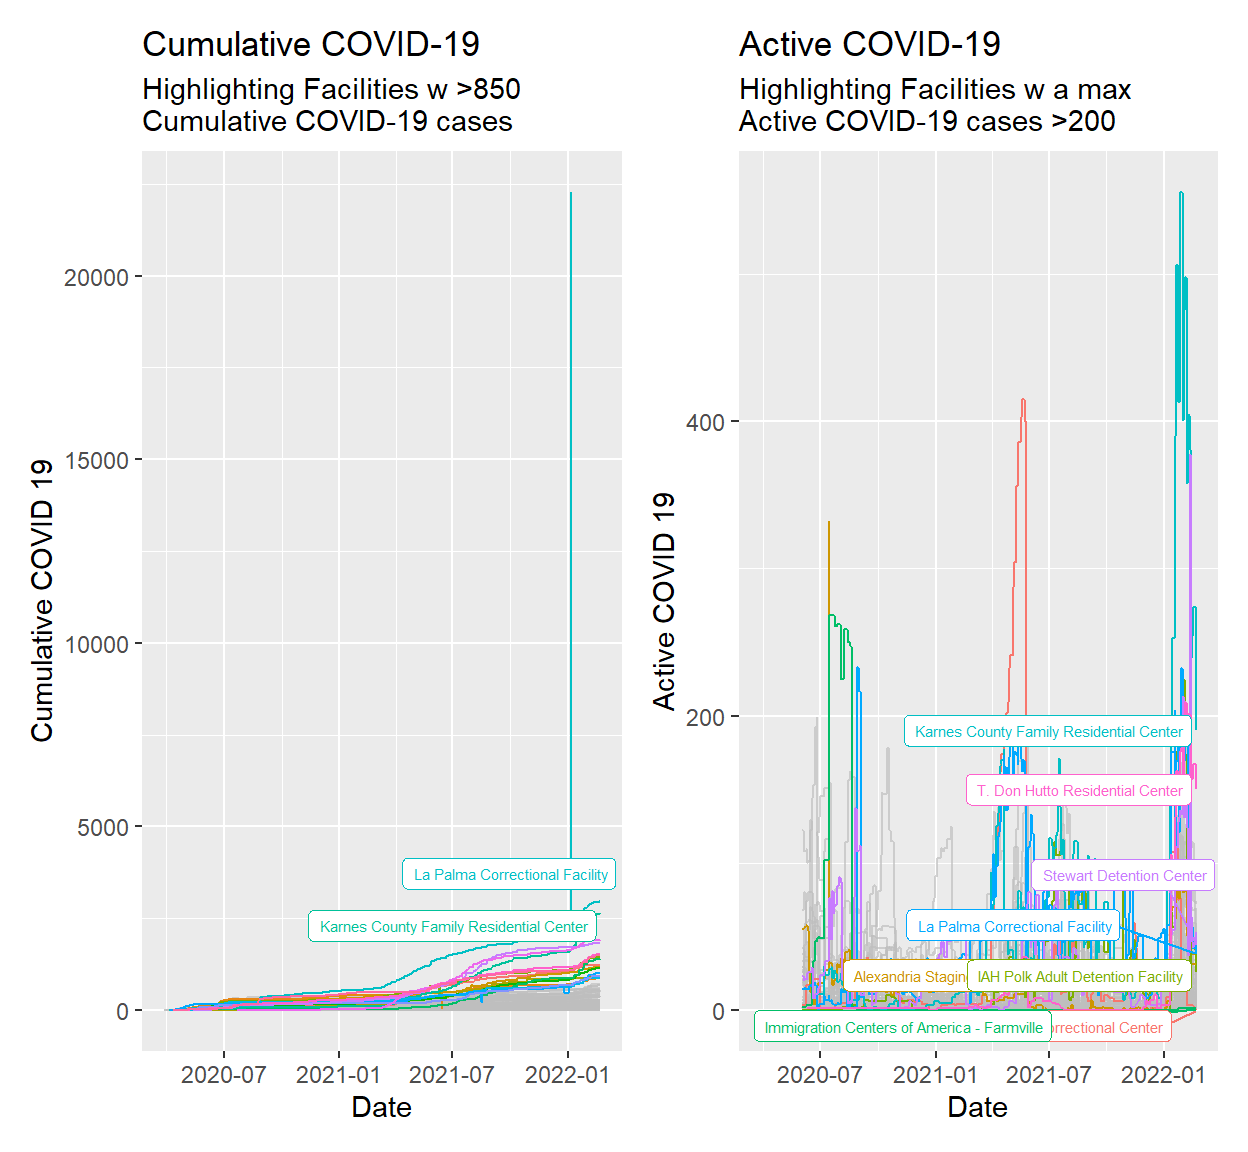 Cumulative COVID-19
Highlighting Facilities w >850
Cumulative COVID-19 cases
Cumulative COVID 19
20000
15000
10000
5000
0
La Palma Correctional Facility
Karnes County Family Residential Center
2020-07
2021-01
2021-07
2022-01
Date
Active COVID-19
Highlighting Facilities w a max
Active COVID-19 cases >200
Active COVID 19
400
200
0
Karnes County Family Residential Center
T. Don Hutto Residential Center
Stewart Detention Center
La Palma Correctional Facility
Alexandria IAH Polk Adult Detention Facility
Immigration Centers of America - Farmville Center
2020-07
2021-01
2021-07
2022-01
Date